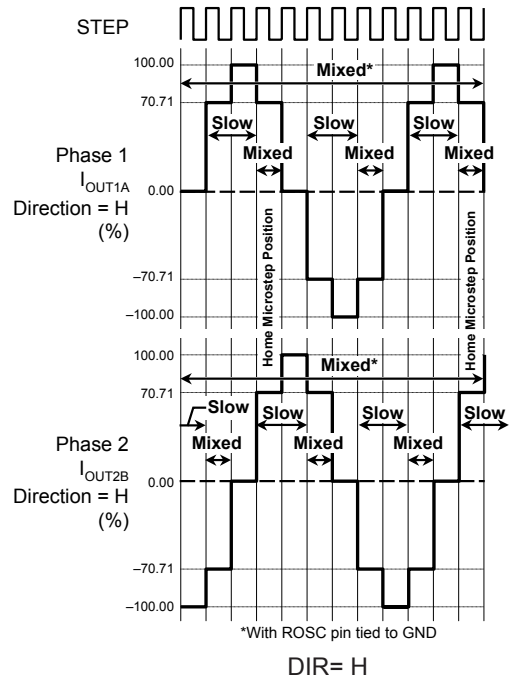 STEP
100.00
Mixed*
70.71
Slow
Slow
Slow
Mixed
Mixed
Mixed
Phase 1
IOUT1A
Direction = H
(%)
0.00
Home Microstep Position
Home Microstep Position
–70.71
–100.00
100.00
Mixed*
70.71
Slow
Slow
Slow
Slow
Mixed
Mixed
Mixed
Phase 2
IOUT2B
Direction = H
(%)
0.00
–70.71
–100.00
*With ROSC pin tied to GND
DIR= H